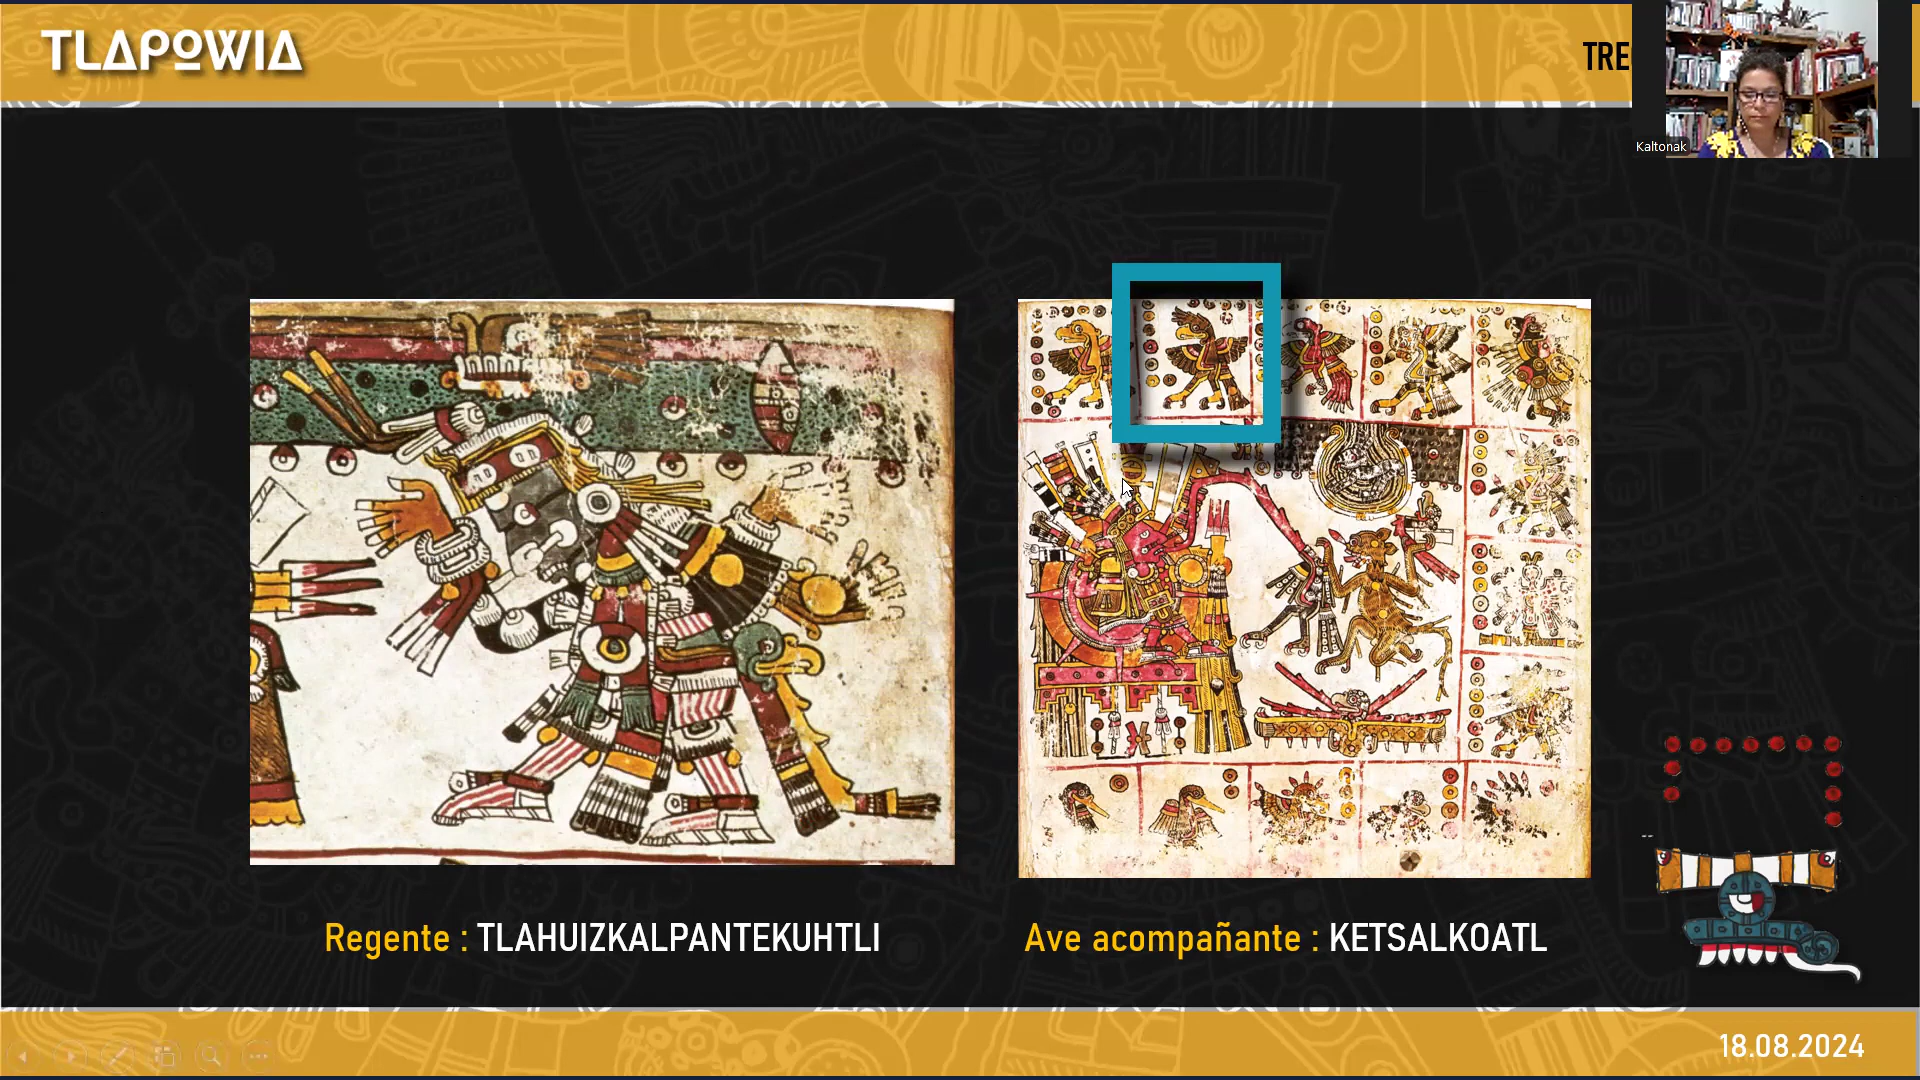 TLAPOWIA
TRE
Kaltonak
Regente : TLAHUIZKALPANTEKUHTLI
Ave acompañante : KETSALKOATL
18.08.2024